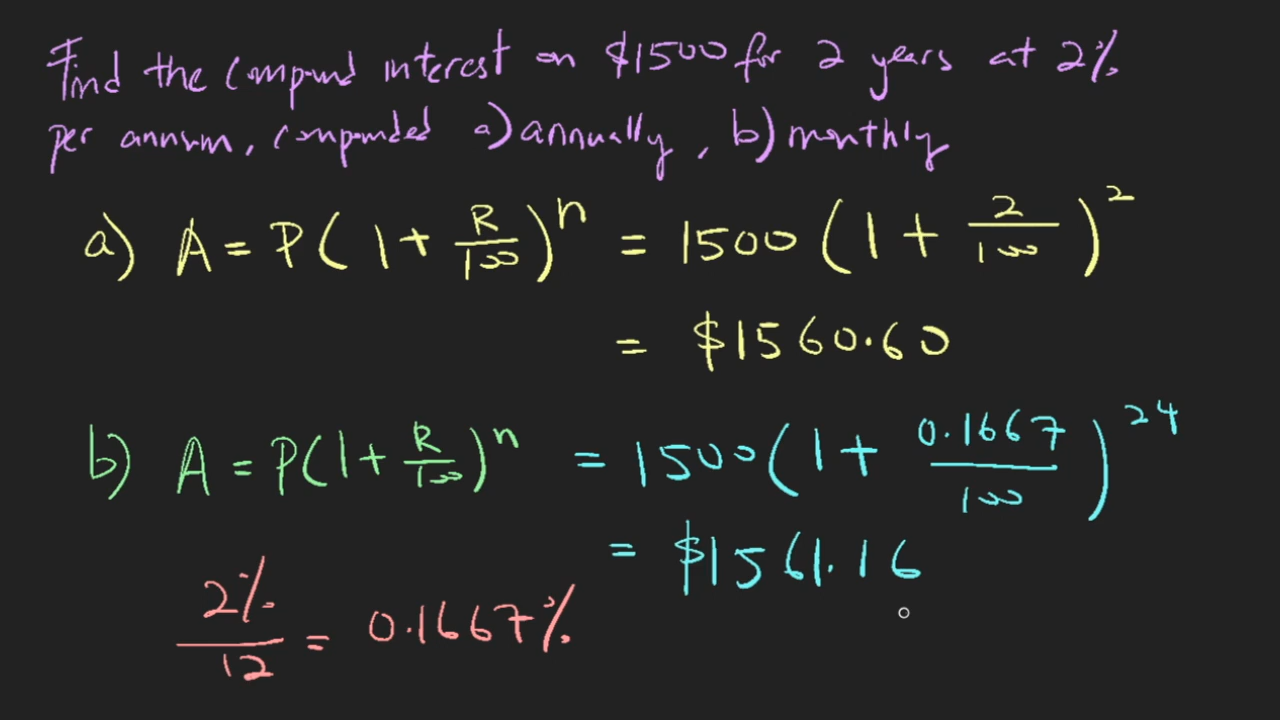 Find the compound interest on $1500 for 2 years at 2%
per annum, compounded a) annually, b) monthly
a) A = P(1 + R/100)^n = 1500(1 + 2/100)^2
= $1560.60
b) A = P(1 + R/100)^n = 1500(1 + 0.1667/100)^24
= $1561.16
2%/12 = 0.1667%